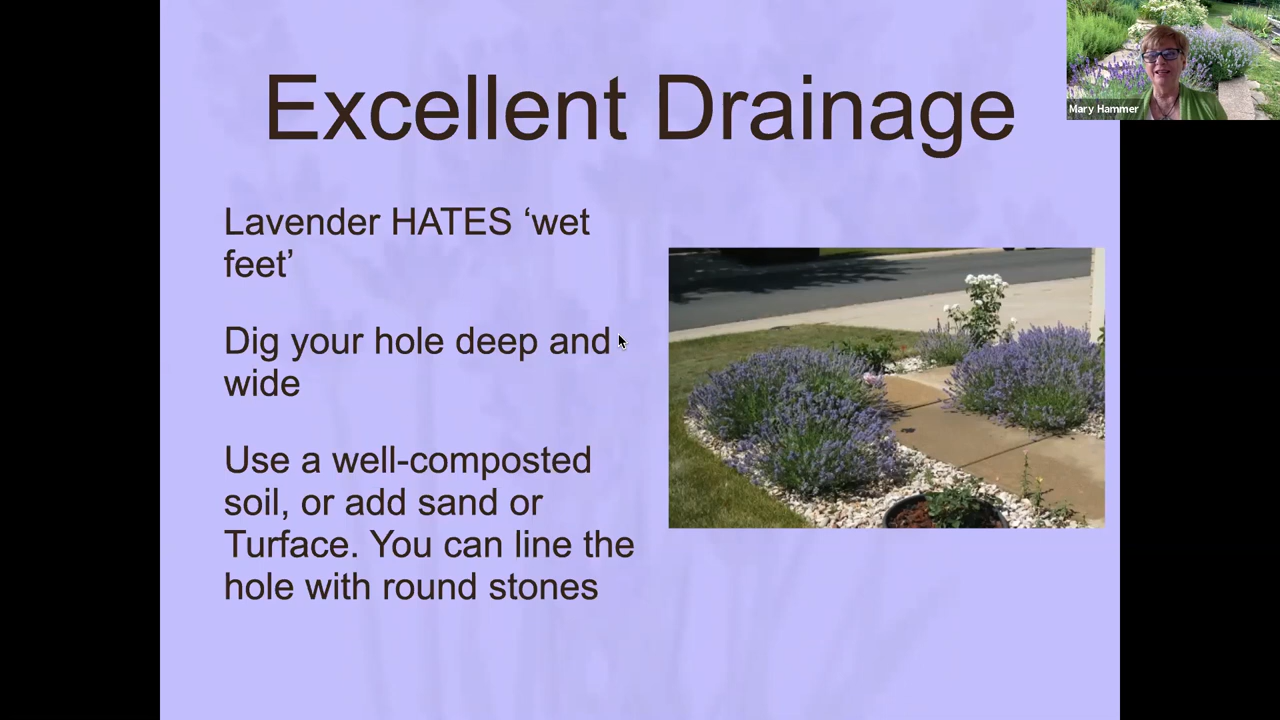 Excellent Drainage
Mary Hammer
Lavender HATES ‘wet
feet’
Dig your hole deep and
wide
Use a well-composted
soil, or add sand or
Turface. You can line the
hole with round stones